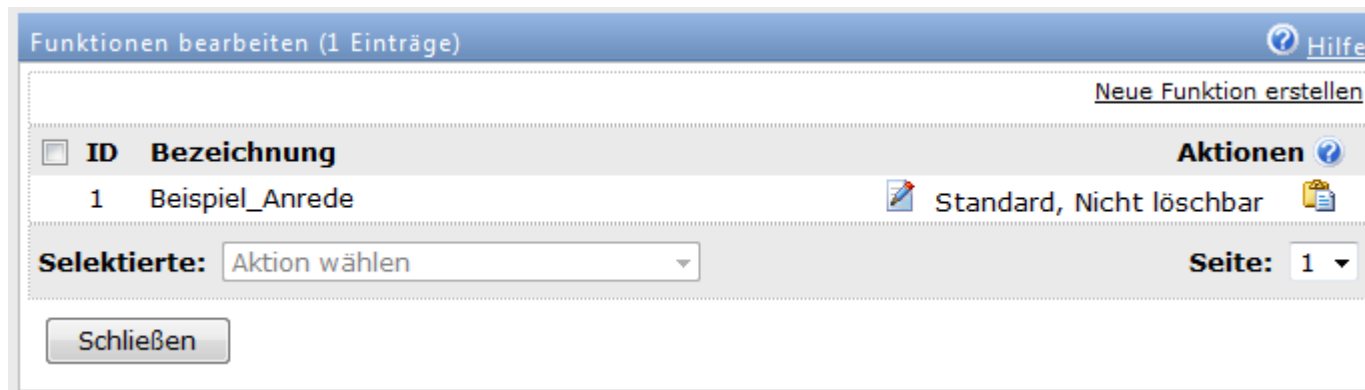 Funktionen bearbeiten (1 Einträge) Hilfe
Neue Funktion erstellen
ID Bezeichnung Aktionen
1 Beispiel_Anrede Standard, Nicht löschbar
Selektierte: Aktion wählen Seite: 1
Schließen